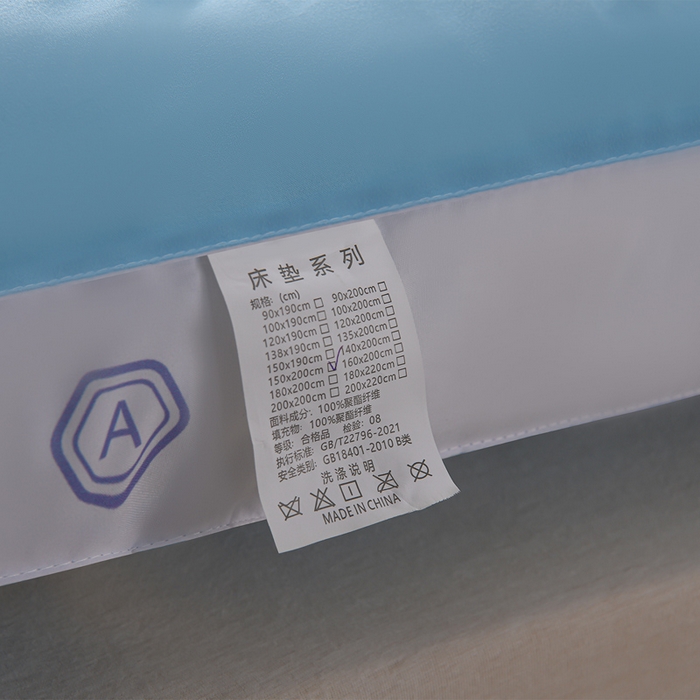 床垫系列
规格: (cm)
90x190cm□ 90x200cm□
100x190cm□ 100x200cm□
120x190cm□ 120x200cm□
138x190cm□ 135x200cm□
150x190cm□ 140x200cm□
150x200cm☑ 160x200cm□
180x200cm□ 180x220cm□
200x200cm□ 200x220cm□
面料成分: 100%聚酯纤维
填充物: 100%聚酯纤维
等级: 合格品 检验: 08
执行标准: GB/T22796-2021
安全类别: GB18401-2010 B类
洗涤说明
MADE IN CHINA
A